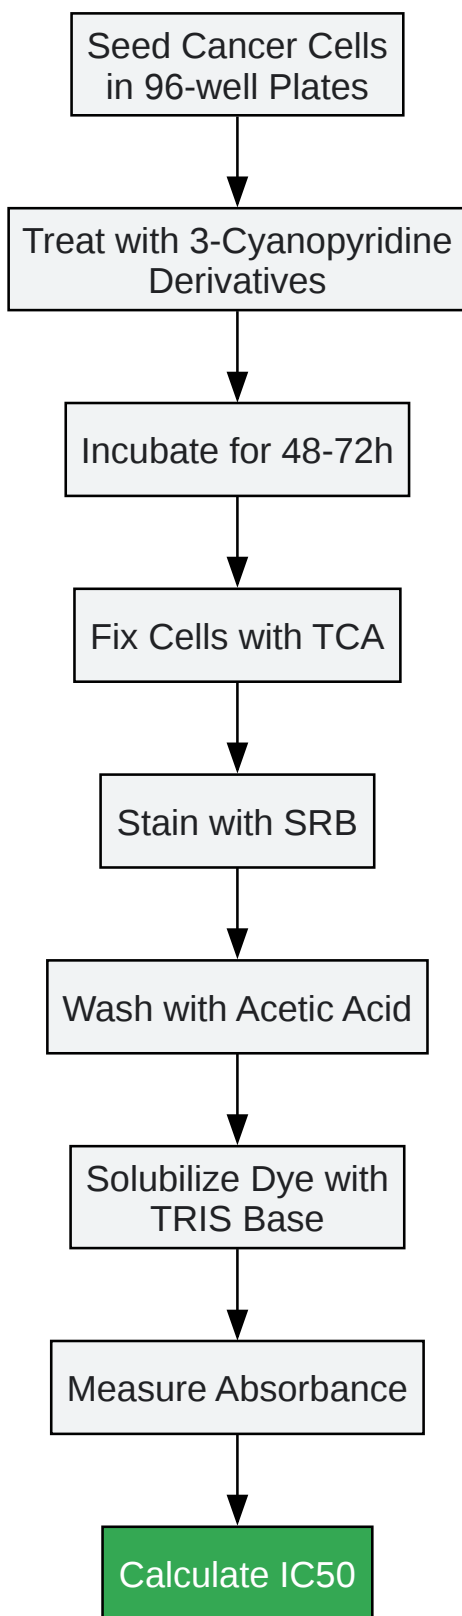 Seed Cancer Cells
in 96-well Plates
Treat with 3-Cyanopyridine
Derivatives
Incubate for 48-72h
Fix Cells with TCA
Stain with SRB
Wash with Acetic Acid
Solubilize Dye with
TRIS Base
Measure Absorbance
Calculate IC50